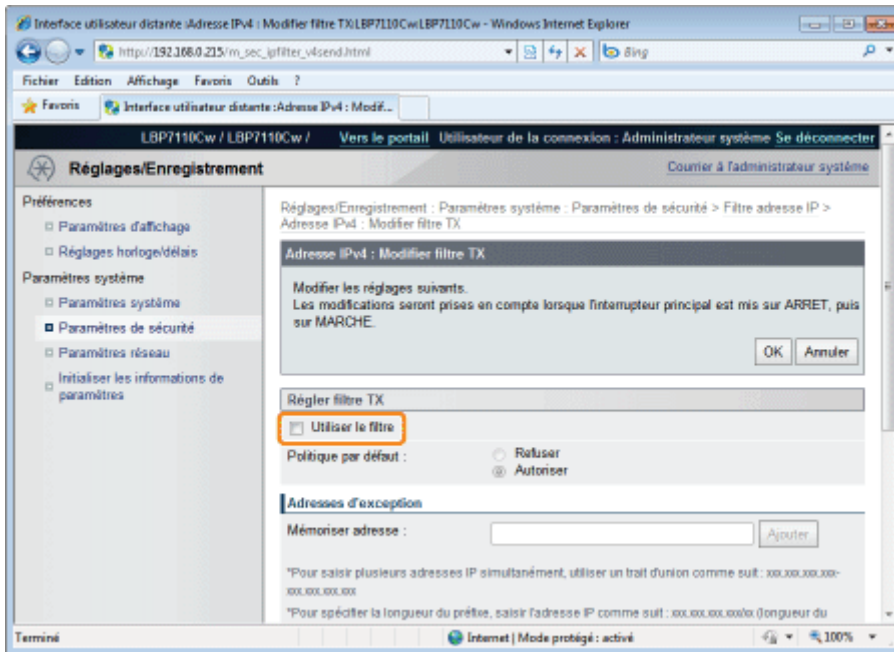 Interface utilisateur distante :Adresse IPv4 : Modifier filtre TX:LBP7110Cw:LBP7110Cw - Windows Internet Explorer
http://192.168.0.215/m_sec_ipfilter_v4send.html
Bing
Fichier Edition Affichage Favoris Outils ?
Favoris
Interface utilisateur distante :Adresse IPv4 : Modif...
LBP7110Cw / LBP7110Cw /
Vers le portail Utilisateur de la connexion : Administrateur système Se déconnecter
Réglages/Enregistrement
Courrier à l'administrateur système
Préférences
Paramètres d'affichage
Réglages horloge/délais
Paramètres système
Paramètres système
Paramètres de sécurité
Paramètres réseau
Initialiser les informations de
paramètres
Réglages/Enregistrement : Paramètres système : Paramètres de sécurité > Filtre adresse IP >
Adresse IPv4 : Modifier filtre TX
Adresse IPv4 : Modifier filtre TX
Modifier les réglages suivants.
Les modifications seront prises en compte lorsque l'interrupteur principal est mis sur ARRET, puis
sur MARCHE.
OK
Annuler
Régler filtre TX
Utiliser le filtre
Politique par défaut :
Refuser
Autoriser
Adresses d'exception
Mémoriser adresse :
Ajouter
*Pour saisir plusieurs adresses IP simultanément, utiliser un trait d'union comme suit : xxx.xxx.xxx.xxx-
xxx.xxx.xxx.xxx
*Pour spécifier la longueur du préfixe, saisir l'adresse IP comme suit : xxx.xxx.xxx.xxx/xx (longueur du
Terminé
Internet | Mode protégé : activé
100%